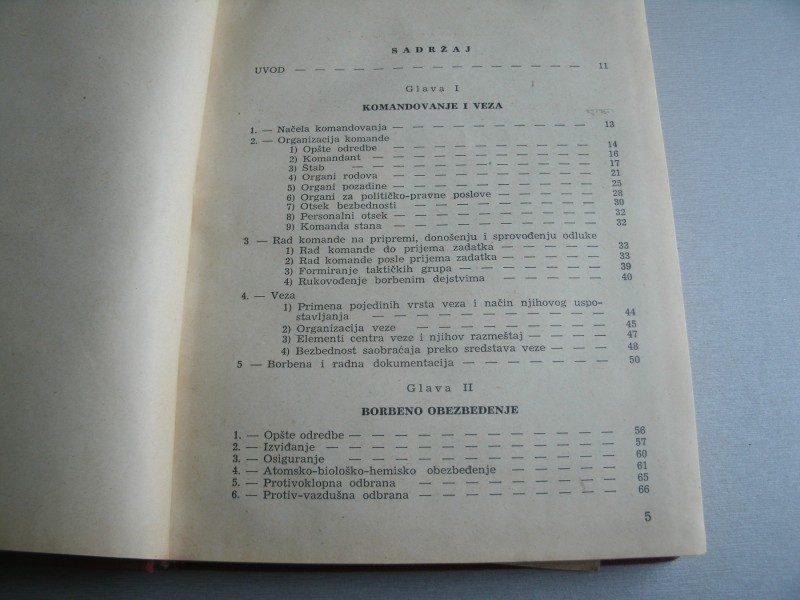 SADRŽAJ
UVOD — — — — — — — — — — — — — 11
Glava I
KOMANDOVANJE I VEZA
1. — Načela komandovanja — — — — — — — — 13
2. — Organizacija komande
1) Opšte odredbe — — — — — — — — 14
2) Komandant — — — — — — — — — 16
3) Štab — — — — — — — — — — 17
4) Organi rodova — — — — — — — — 21
5) Organi pozadine — — — — — — — 25
6) Organi za političko-pravne poslove — — — — 28
7) Otsek bezbednosti — — — — — — — 30
8) Personalni otsek — — — — — — — 32
9) Komanda stana — — — — — — — — 32
3 — Rad komande na pripremi, donošenju i sprovođenju odluke
1) Rad komande do prijema zadatka — — — — 33
2) Rad komande posle prijema zadatka — — — — 33
3) Formiranje taktičkih grupa — — — — — — 39
4) Rukovođenje borbenim dejstvima — — — — 40
4. — Veza
1) Primena pojedinih vrsta veza i način njihovog uspo-
stavljanja — — — — — — — — — 44
2) Organizacija veze — — — — — — — 45
3) Elementi centra veze i njihov razmeštaj — — — 47
4) Bezbednost saobraćaja preko sredstava veze — — — 48
5 — Borbena i radna dokumentacija — — — — — — 50
Glava II
BORBENO OBEZBEĐENJE
1. — Opšte odredbe — — — — — — — — — — 56
2. — Izviđanje — — — — — — — — — — — 57
3. — Osiguranje — — — — — — — — — — 60
4. — Atomsko-biološko-hemisko obezbeđenje — — — — 61
5. — Protivoklopna odbrana — — — — — — — — 65
6. — Protiv-vazdušna odbrana — — — — — — — 66
5